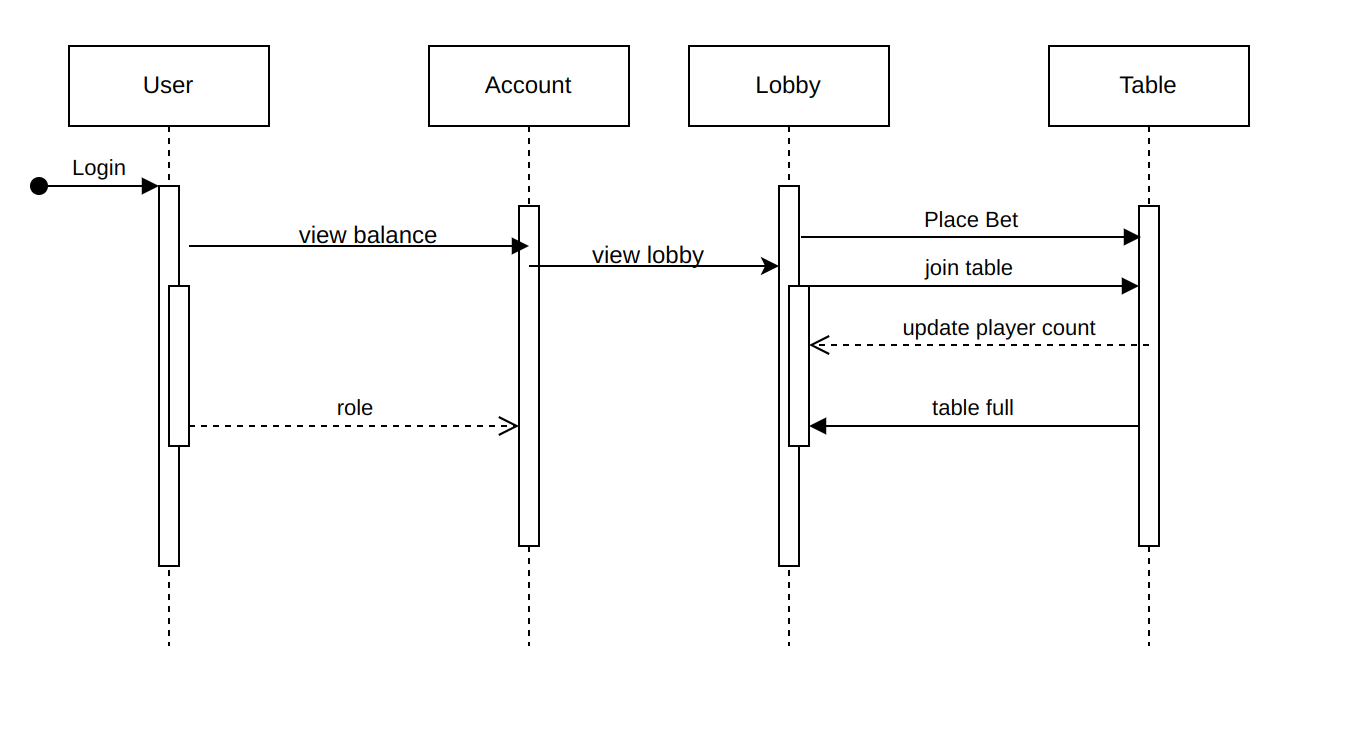 User
Account
Lobby
Table
Login
Place Bet
view balance
view lobby
join table
update player count
role
table full